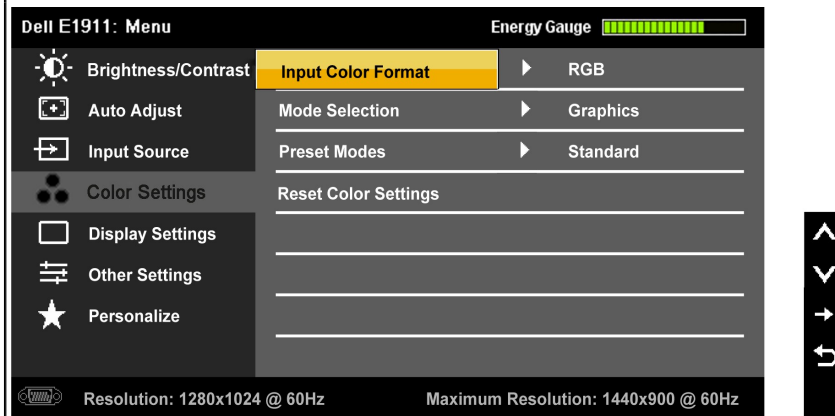 Dell E1911: Menu Energy Gauge
Brightness/Contrast Input Color Format RGB
Auto Adjust Mode Selection Graphics
Input Source Preset Modes Standard
Color Settings Reset Color Settings
Display Settings
Other Settings
Personalize
Resolution: 1280x1024 @ 60Hz Maximum Resolution: 1440x900 @ 60Hz